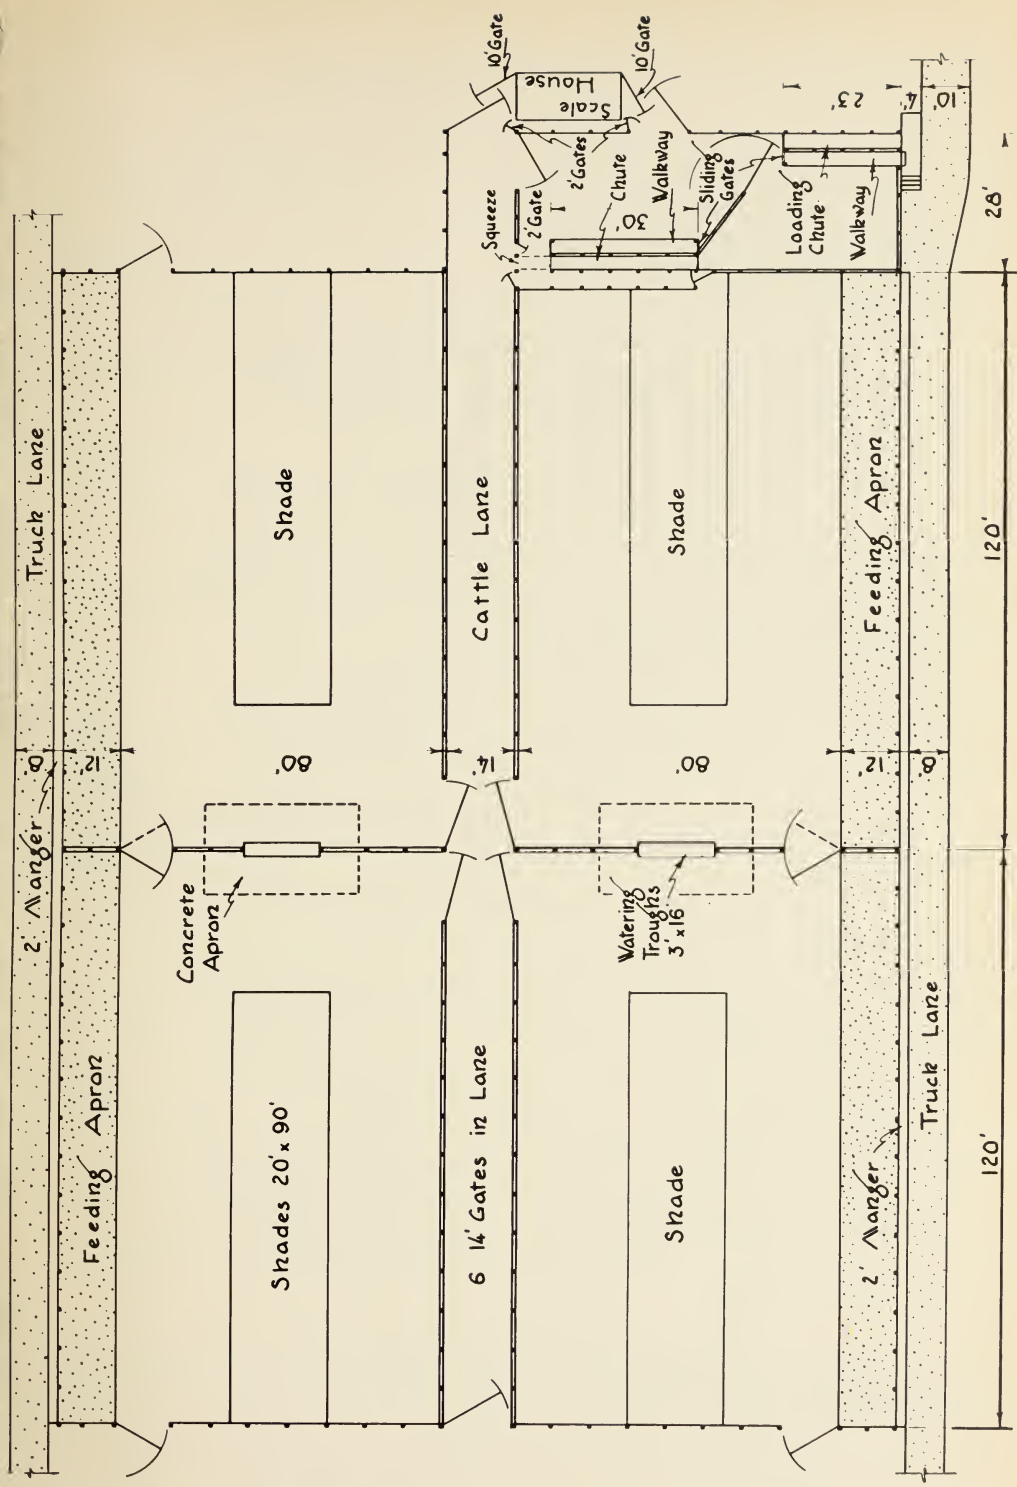 Truck Lane
8'
2' Manger
12'
Feeding Apron
Concrete
Apron
80'
Shade
Shades 20' x 90'
Cattle Lane
14'
6 14' Gates in Lane
10' Gate
Scale
House
10' Gate
2' Gates
Squeeze
2' Gate
Chute
30'
Walkway
Sliding
Gates
Watering
Troughs
3' x 16'
80'
Shade
Shade
Loading
Chute
Walkway
23'
4'
10'
Feeding Apron
12'
2' Manger
8'
Truck Lane
28'
120'
120'